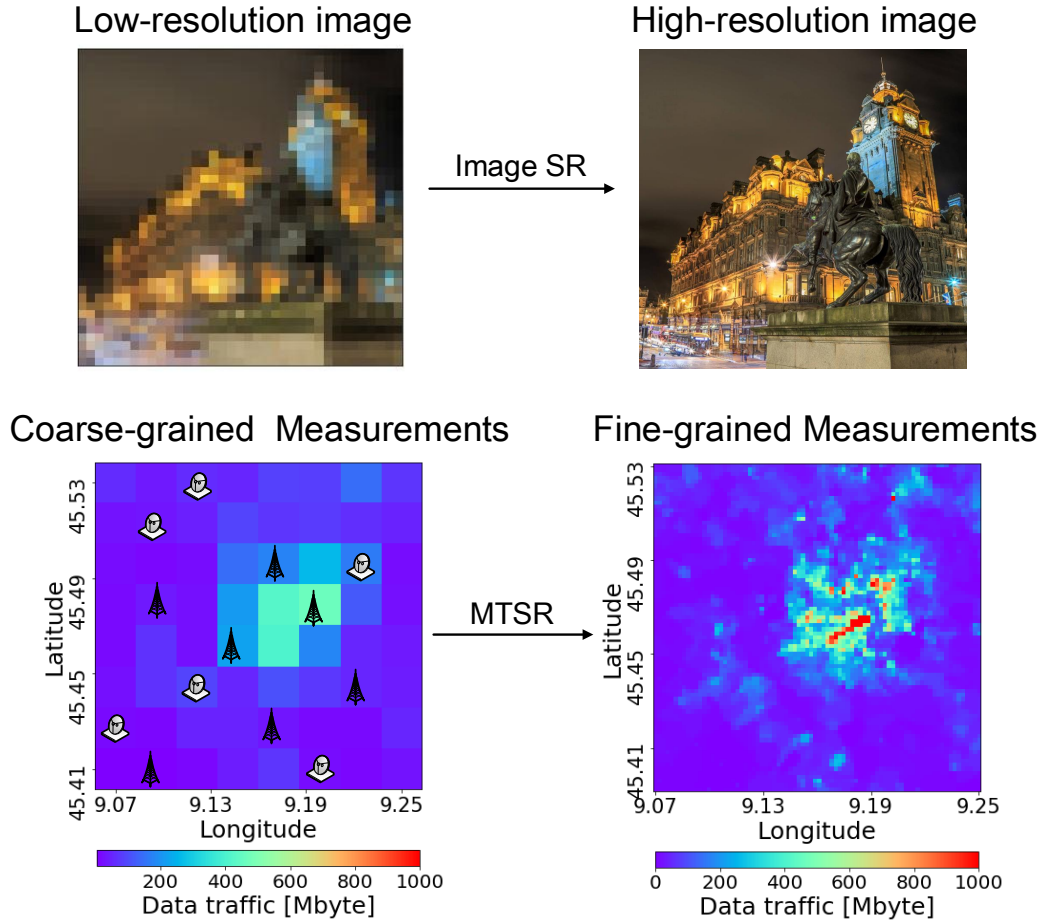 Low-resolution image
High-resolution image
Image SR
Coarse-grained Measurements
Fine-grained Measurements
45.53
45.49
45.45
45.41
Latitude
9.07 9.13 9.19 9.25
Longitude
200 400 600 800 1000
Data traffic [Mbyte]
MTSR
45.53
45.49
45.45
45.41
Latitude
9.07 9.13 9.19 9.25
Longitude
0 200 400 600 800 1000
Data traffic [Mbyte]